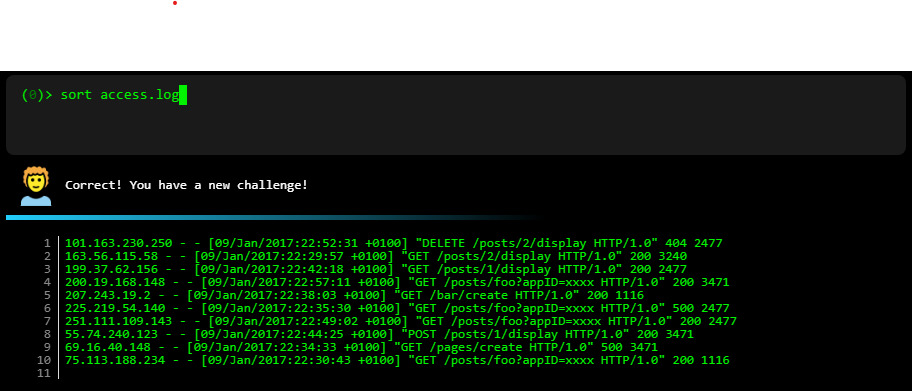 (0)> sort access.log
Correct! You have a new challenge!
1 101.163.230.250 - - [09/Jan/2017:22:52:31 +0100] "DELETE /posts/2/display HTTP/1.0" 404 2477
2 163.56.115.58 - - [09/Jan/2017:22:29:57 +0100] "GET /posts/2/display HTTP/1.0" 200 3240
3 199.37.62.156 - - [09/Jan/2017:22:42:18 +0100] "GET /posts/1/display HTTP/1.0" 200 2477
4 200.19.168.148 - - [09/Jan/2017:22:57:11 +0100] "GET /posts/foo?appID=xxxx HTTP/1.0" 200 3471
5 207.243.19.2 - - [09/Jan/2017:22:38:03 +0100] "GET /bar/create HTTP/1.0" 200 1116
6 225.219.54.140 - - [09/Jan/2017:22:35:30 +0100] "GET /posts/foo?appID=xxxx HTTP/1.0" 500 2477
7 251.111.109.143 - - [09/Jan/2017:22:49:02 +0100] "GET /posts/foo?appID=xxxx HTTP/1.0" 200 2477
8 55.74.240.123 - - [09/Jan/2017:22:44:25 +0100] "POST /posts/1/display HTTP/1.0" 200 3471
9 69.16.40.148 - - [09/Jan/2017:22:34:33 +0100] "GET /pages/create HTTP/1.0" 500 3471
10 75.113.188.234 - - [09/Jan/2017:22:30:43 +0100] "GET /posts/foo?appID=xxxx HTTP/1.0" 200 1116
11